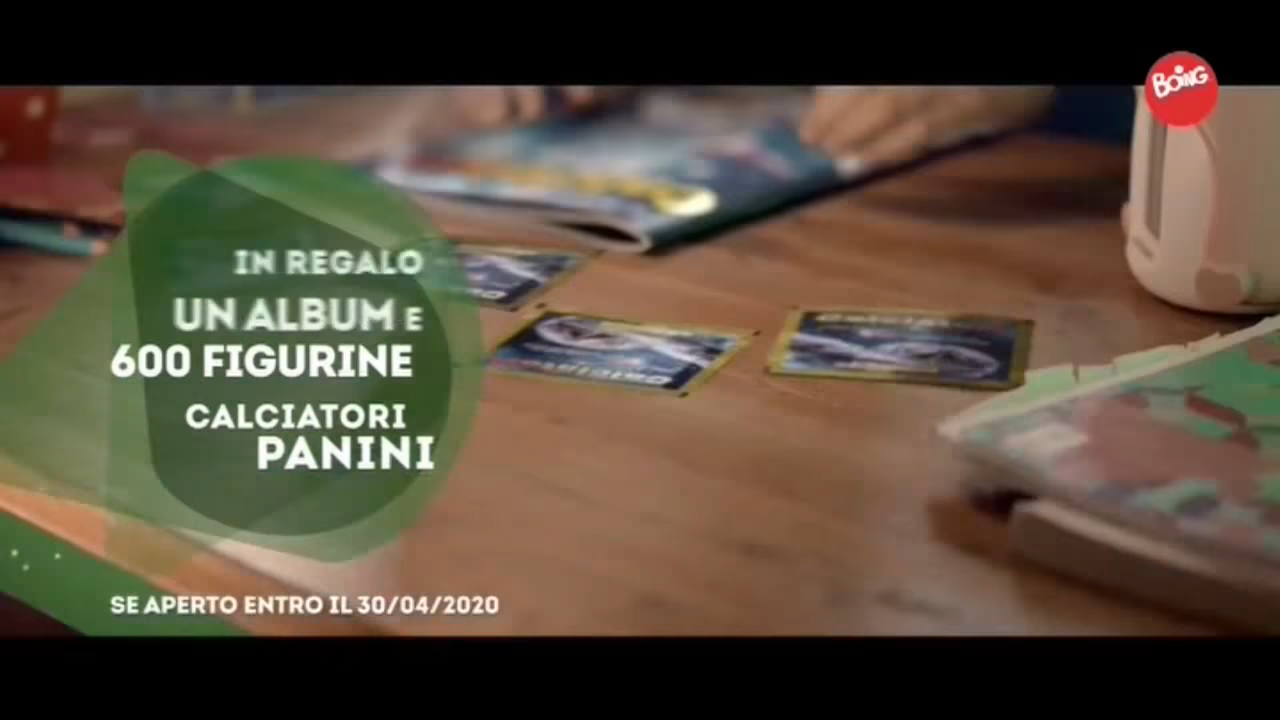 BOING
IN REGALO
UN ALBUM E
600 FIGURINE
CALCIATORI
PANINI
SE APERTO ENTRO IL 30/04/2020